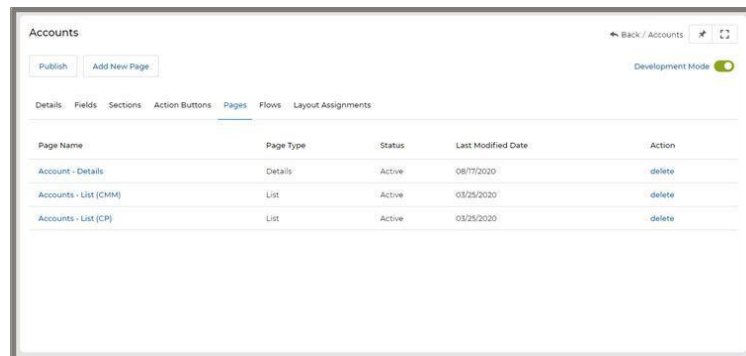 Accounts
Back / Accounts
Publish Add New Page
Development Mode
Details Fields Sections Action Buttons Pages Flows Layout Assignments
Page Name Page Type Status Last Modified Date Action
Account - Details Details Active 08/17/2020 delete
Accounts - List (CMM) List Active 03/25/2020 delete
Accounts - List (CP) List Active 03/25/2020 delete